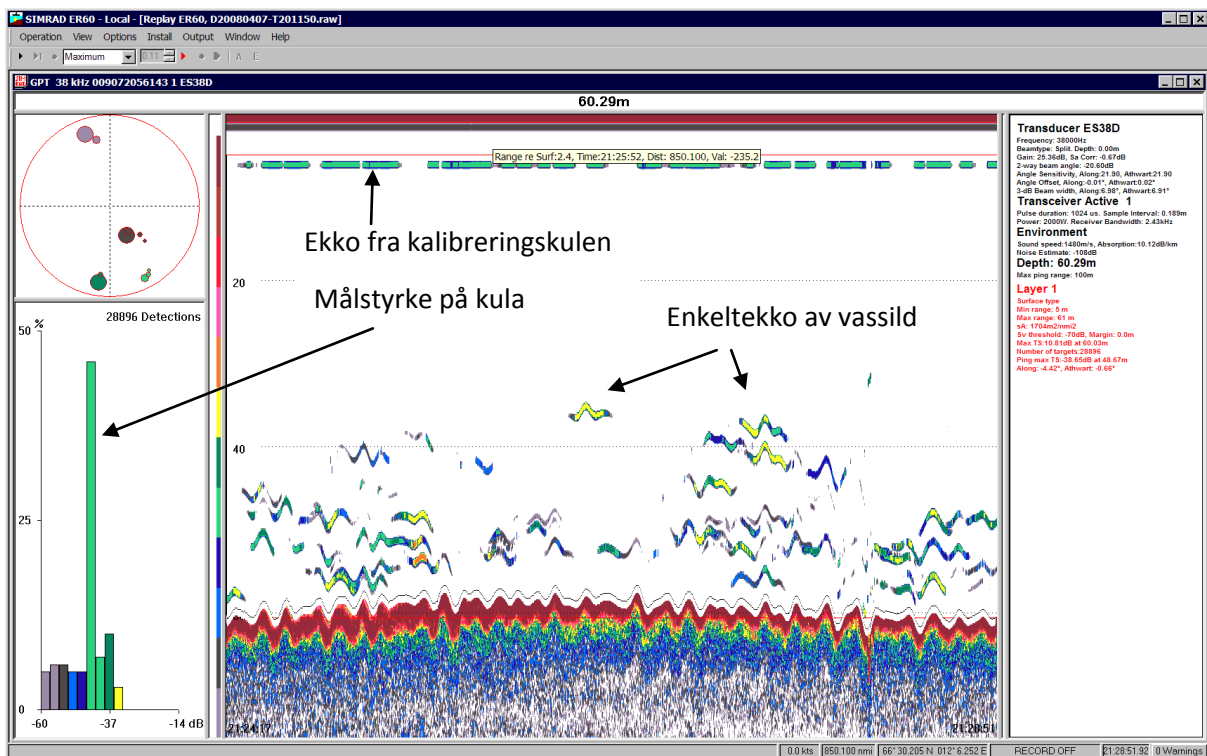 SIMRAD ER60 - Local - [Replay ER60, D20080407-T201150.raw]
Operation View Options Install Output Window Help
Maximum 0.11 A E
GPT 38 kHz 009072056143 1 ES38D
60.29m
Range re Surf:2.4, Time:21:25:52, Dist: 850.100, Val: -235.2
Ekko fra kalibreringskulen
20
Målstyrke på kula
Enkeltekko av vassild
40
21:24:17
28896 Detections
50 %
25
0
-60 -37 -14 dB
Transducer ES38D
Frequency: 38000Hz
Beamtype: Split. Depth: 0.00m
Gain: 25.36dB, Sa Corr: -0.67dB
2-way beam angle: -20.60dB
Angle Sensitivity, Along:21.90, Athwart:21.90
Angle Offset, Along:-0.01°, Athwart:0.02°
3-dB Beam width, Along:6.98°, Athwart:6.91°
Transceiver Active 1
Pulse duration: 1024 us. Sample Interval: 0.189m
Power: 2000W. Receiver Bandwidth: 2.43kHz
Environment
Sound speed:1480m/s, Absorption:10.12dB/km
Noise Estimate: -108dB
Depth: 60.29m
Max ping range: 100m
Layer 1
Surface type
Min range: 5 m
Max range: 61 m
sA: 1704m2/nmi2
Sv threshold: -70dB, Margin: 0.0m
Max TS:10.81dB at 60.03m
Number of targets:28896
Ping max TS:-38.65dB at 48.67m
Along: -4.42°, Athwart: -0.66°
0.0 kts 850.100 nmi 66° 30.205 N 012° 6.252 E RECORD OFF 21:28:51.92 0 Warnings